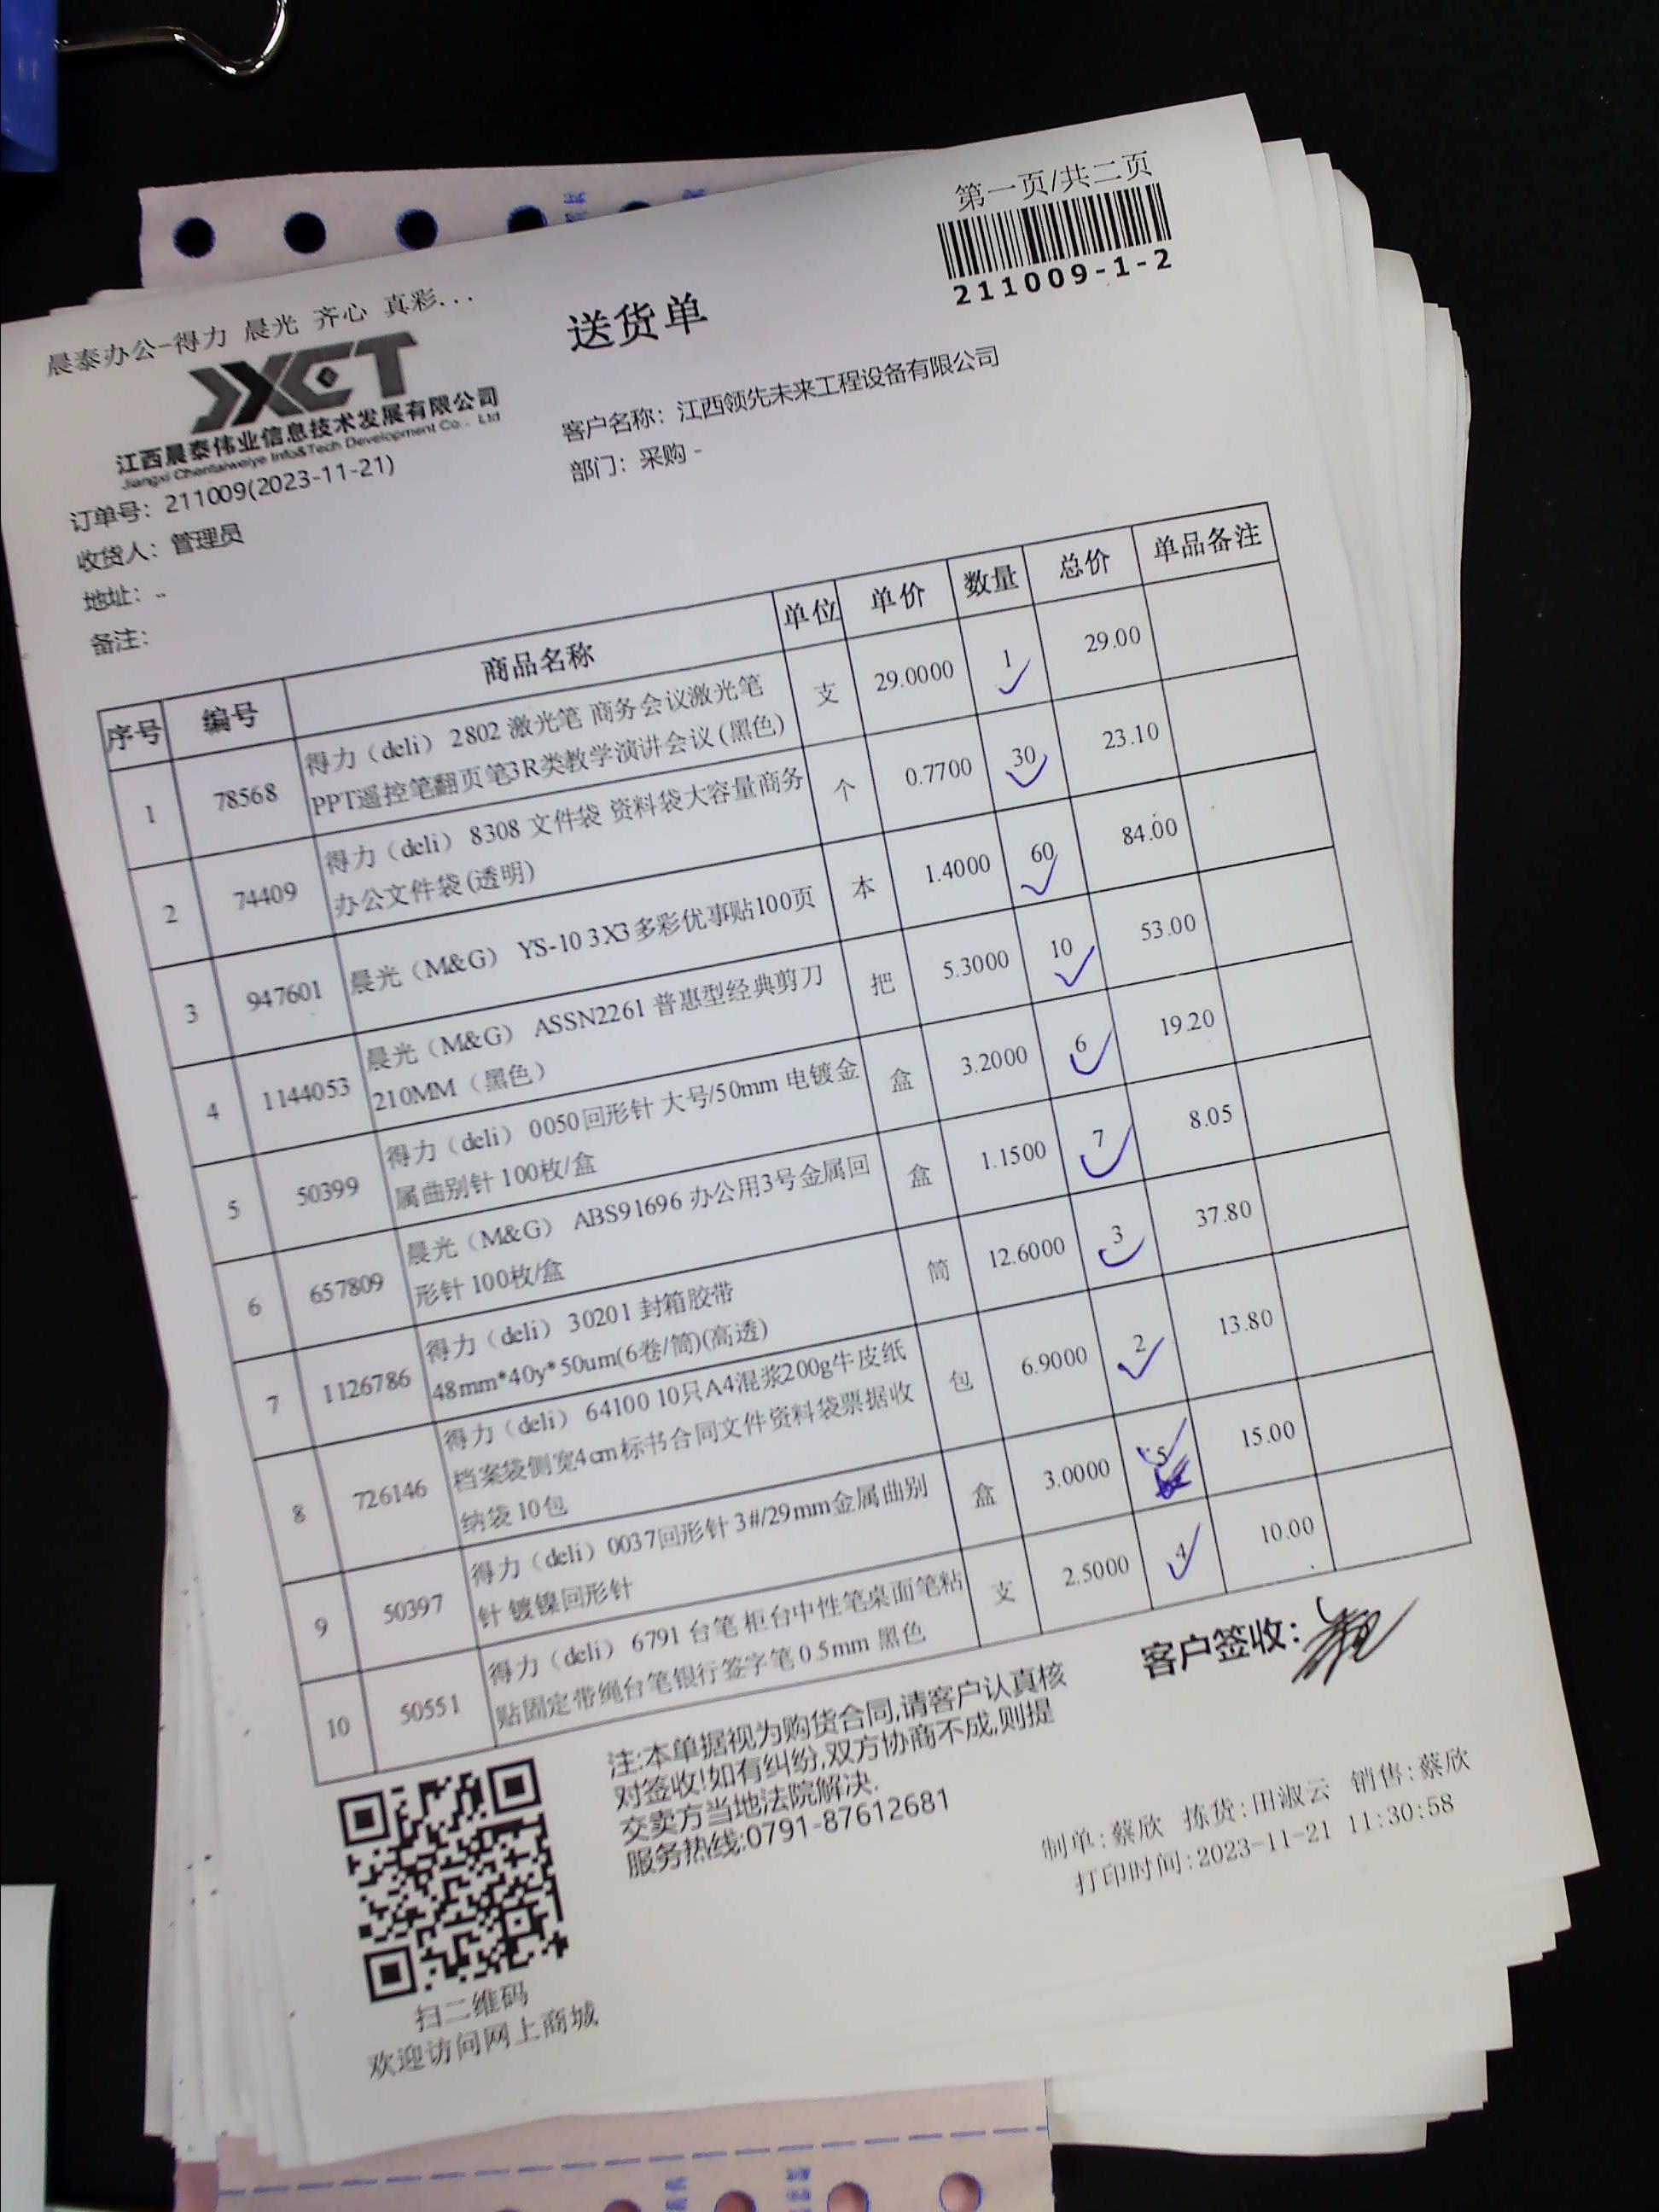 第一页/共二页
211009-1-2
晨泰办公-得力 晨光 齐心 真彩...
送货单
XCT
江西晨泰伟业信息技术发展有限公司
Jiangxi Chentaiweiye Info&Tech Development Co., Ltd
客户名称：江西领先未来工程设备有限公司
部门：采购 -
订单号：211009(2023-11-21)
收货人：管理员
地址：..
备注：
序号 编号 商品名称 单位 单价 数量 总价 单品备注
1 78568 得力（deli） 2802 激光笔 商务会议激光笔 支 29.0000 1 29.00
PPT遥控笔翻页笔3R类教学演讲会议(黑色)
2 74409 得力（deli） 8308 文件袋 资料袋大容量商务 个 0.7700 30 23.10
办公文件袋(透明)
3 947601 晨光（M&G） YS-10 3X3多彩优事贴100页 本 1.4000 60 84.00
4 1144053 晨光（M&G） ASSN2261 普惠型经典剪刀 把 5.3000 10 53.00
210MM（黑色）
5 50399 得力（deli） 0050回形针 大号/50mm 电镀金 盒 3.2000 6 19.20
属曲别针 100枚/盒
6 657809 晨光（M&G） ABS91696 办公用3号金属回 盒 1.1500 7 8.05
形针 100枚/盒
7 1126786 得力（deli） 30201 封箱胶带 筒 12.6000 3 37.80
48mm*40y*50um(6卷/筒)(高透)
8 726146 得力（deli） 64100 10只A4混浆200g牛皮纸 包 6.9000 2 13.80
档案袋侧宽4cm标书合同文件资料袋票据收
纳袋 10包
9 50397 得力（deli）0037回形针 3#/29mm金属曲别 盒 3.0000 5 15.00
针 镀镍回形针
10 50551 得力（deli） 6791 台笔 柜台中性笔桌面笔粘 支 2.5000 4 10.00
贴固定带绳台笔银行签字笔 0.5mm 黑色
客户签收：
注:本单据视为购货合同,请客户认真核
对签收!如有纠纷,双方协商不成,则提
交卖方当地法院解决.
服务热线:0791-87612681
制单:蔡欣 拣货:田淑云 销售:蔡欣
打印时间:2023-11-21 11:30:58
扫二维码
欢迎访问网上商城